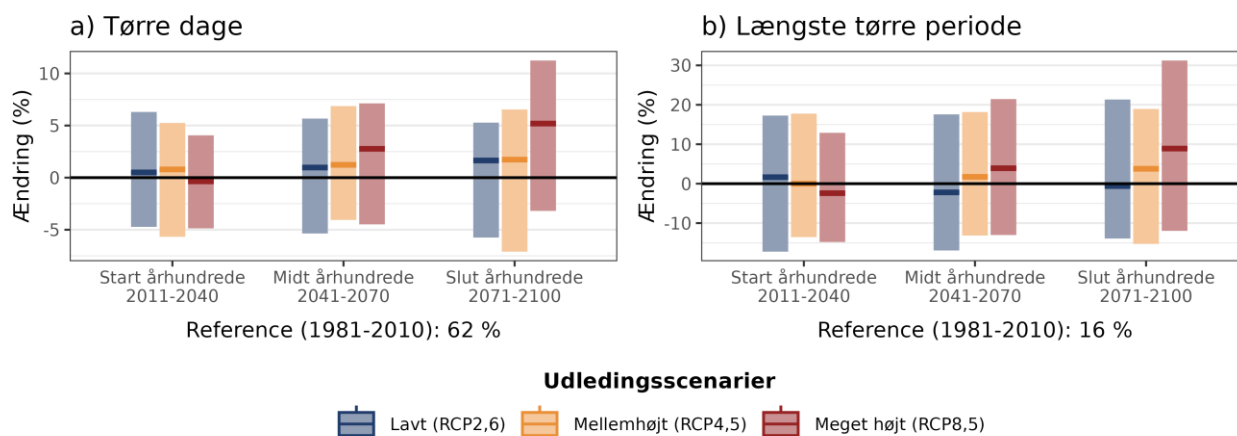 a) Tørre dage
Ændring (%)
10
5
0
-5
Start århundrede
2011-2040
Midt århundrede
2041-2070
Slut århundrede
2071-2100
Reference (1981-2010): 62 %
b) Længste tørre periode
Ændring (%)
30
20
10
0
-10
Start århundrede
2011-2040
Midt århundrede
2041-2070
Slut århundrede
2071-2100
Reference (1981-2010): 16 %
Udledingsscenarier
Lavt (RCP2,6)
Mellemhøjt (RCP4,5)
Meget højt (RCP8,5)